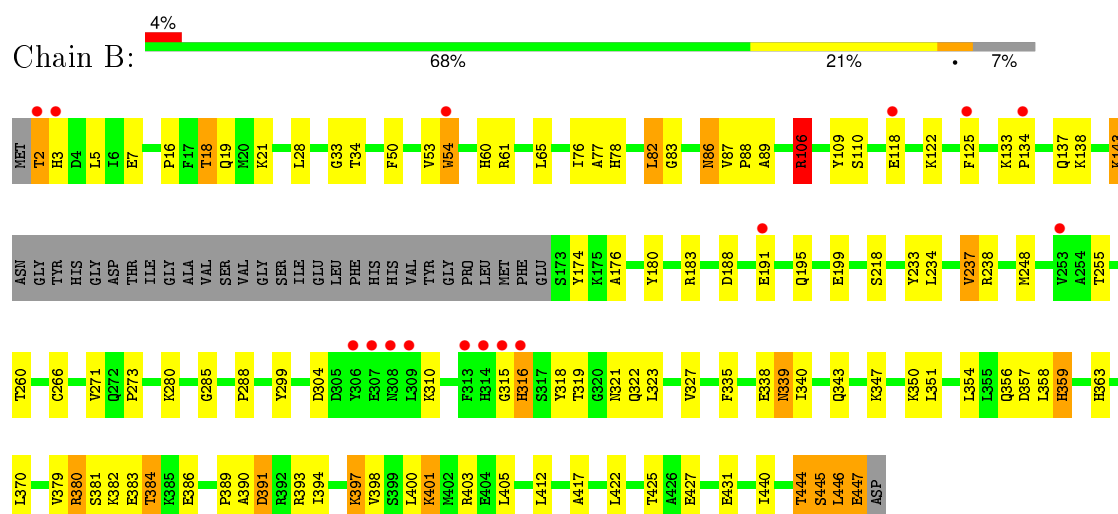 4%
Chain B:
68% 21% • 7%
MET T2 H3 D4 L5 I6 E7 P16 F17 T18 Q19 M20 K21 L28 G33 T34 F50 V53 W54 H60 R61 L65 I76 A77 H78 L82 G83 N86 V87 P88 A89 R106 Y109 S110 E118 K122 F125 K133 P134 Q137 K138 K143
ASN GLY TYR HIS GLY ASP THR ILE GLY ALA VAL SER VAL GLY SER ILE GLU LEU PHE HIS HIS VAL TYR GLY PRO LEU MET PHE GLU S173 Y174 K175 A176 Y180 R183 D188 E191 Q195 E199 S218 Y233 L234 V237 R238 M248 V253 A254 T255
T260 C266 V271 Q272 P273 K280 G285 P288 Y299 D304 D305 Y306 E307 N308 L309 K310 F313 H314 G315 H316 S317 Y318 T319 G320 N321 Q322 L323 V327 F335 E338 N339 I340 Q343 K347 K350 L351 L354 L355 Q356 D357 L358 H359 H363
L370 V379 R380 S381 K382 E383 T384 K385 E386 P389 A390 D391 R392 R393 I394 K397 V398 S399 L400 K401 M402 R403 E404 L405 L412 A417 L422 T425 A426 E427 E431 I440 T444 S445 L446 E447 ASP